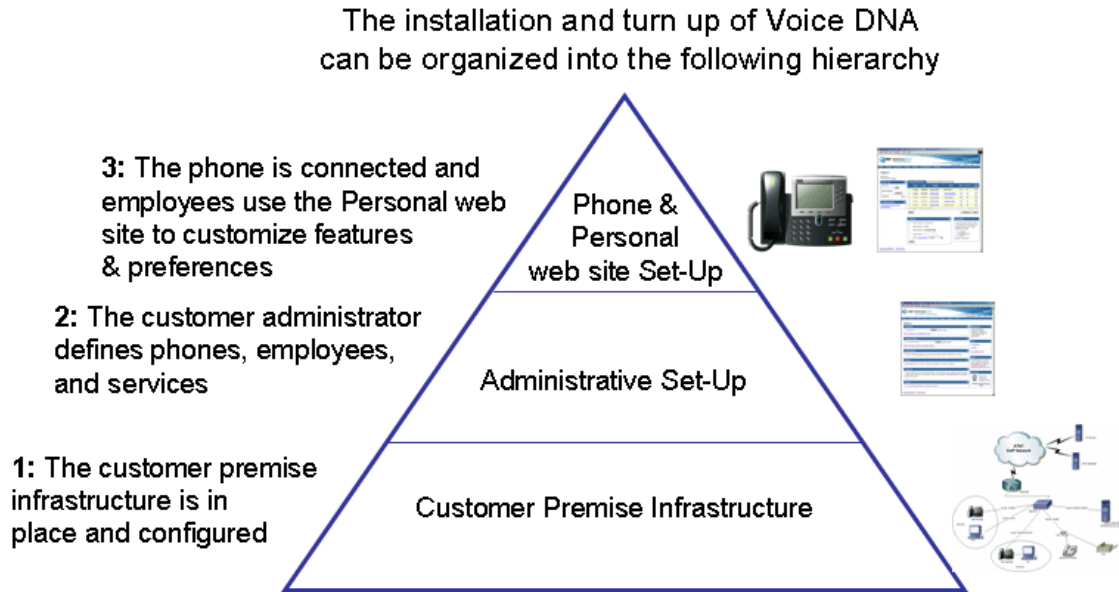 The installation and turn up of Voice DNA
can be organized into the following hierarchy
3: The phone is connected and
employees use the Personal web
site to customize features
& preferences
Phone &
Personal
web site Set-Up
2: The customer administrator
defines phones, employees,
and services
Administrative Set-Up
1: The customer premise
infrastructure is in
place and configured
Customer Premise Infrastructure
AT&T
VoIP Network